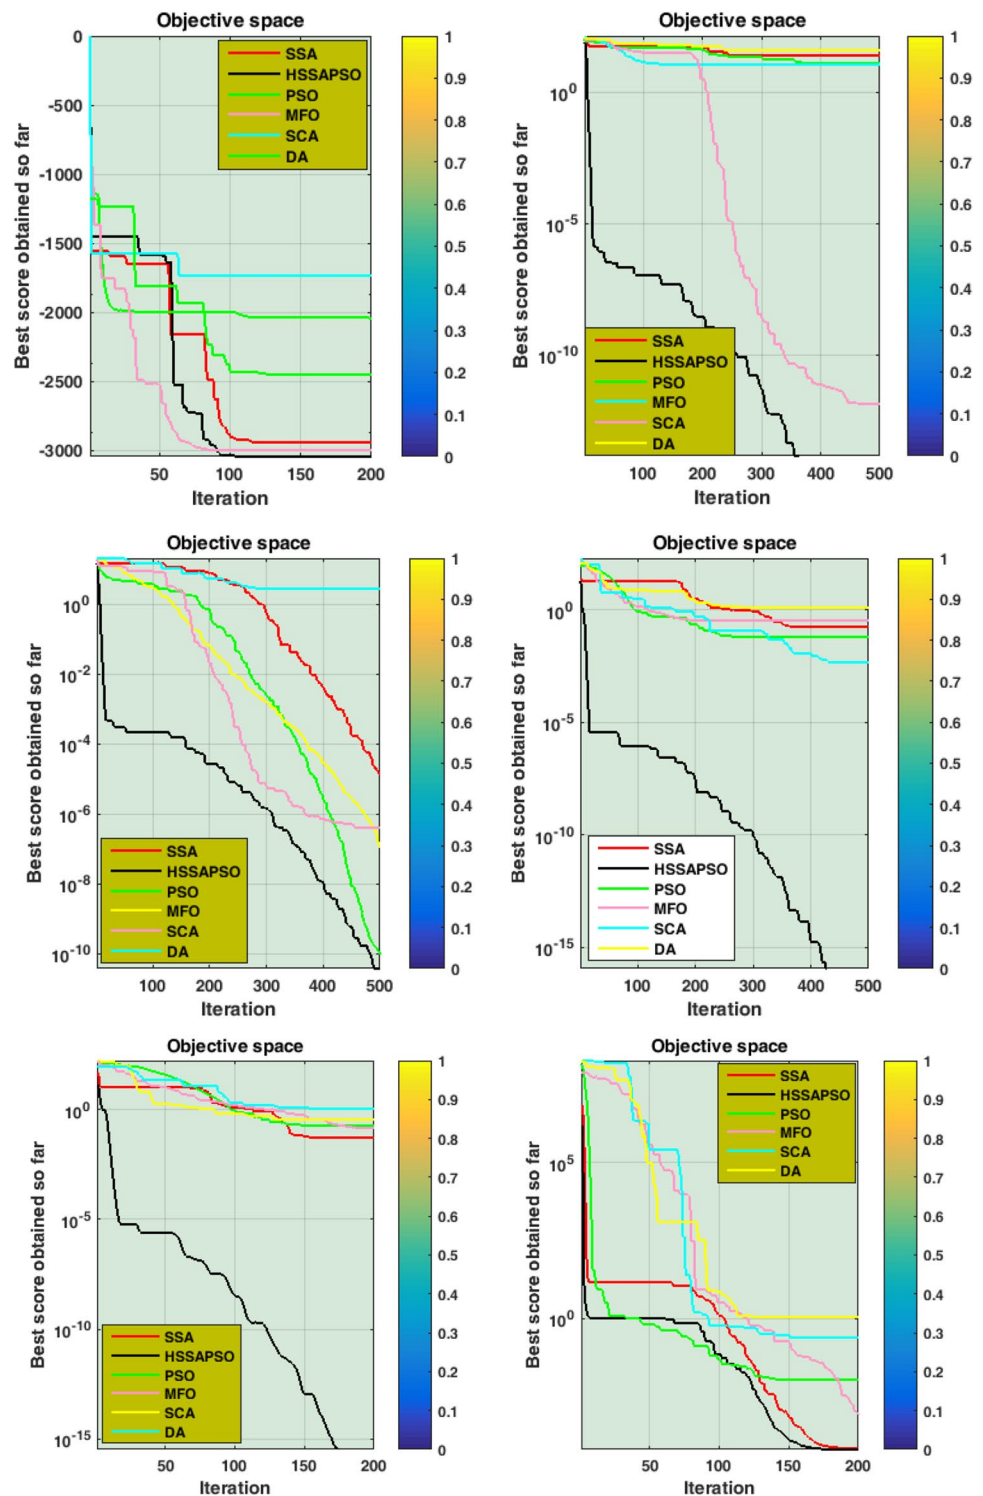 Objective space
Best score obtained so far
0
-500
-1000
-1500
-2000
-2500
-3000
SSA
HSSAPSO
PSO
MFO
SCA
DA
50 100 150 200
Iteration
1
0.9
0.8
0.7
0.6
0.5
0.4
0.3
0.2
0.1
0
Objective space
Best score obtained so far
10^0
10^-5
10^-10
SSA
HSSAPSO
PSO
MFO
SCA
DA
100 200 300 400 500
Iteration
1
0.9
0.8
0.7
0.6
0.5
0.4
0.3
0.2
0.1
0
Objective space
Best score obtained so far
10^0
10^-2
10^-4
10^-6
10^-8
10^-10
SSA
HSSAPSO
PSO
MFO
SCA
DA
100 200 300 400 500
Iteration
1
0.9
0.8
0.7
0.6
0.5
0.4
0.3
0.2
0.1
0
Objective space
Best score obtained so far
10^0
10^-5
10^-10
10^-15
SSA
HSSAPSO
PSO
MFO
SCA
DA
100 200 300 400 500
Iteration
1
0.9
0.8
0.7
0.6
0.5
0.4
0.3
0.2
0.1
0
Objective space
Best score obtained so far
10^0
10^-5
10^-10
10^-15
SSA
HSSAPSO
PSO
MFO
SCA
DA
50 100 150 200
Iteration
1
0.9
0.8
0.7
0.6
0.5
0.4
0.3
0.2
0.1
0
Objective space
Best score obtained so far
10^5
10^0
SSA
HSSAPSO
PSO
MFO
SCA
DA
50 100 150 200
Iteration
1
0.9
0.8
0.7
0.6
0.5
0.4
0.3
0.2
0.1
0